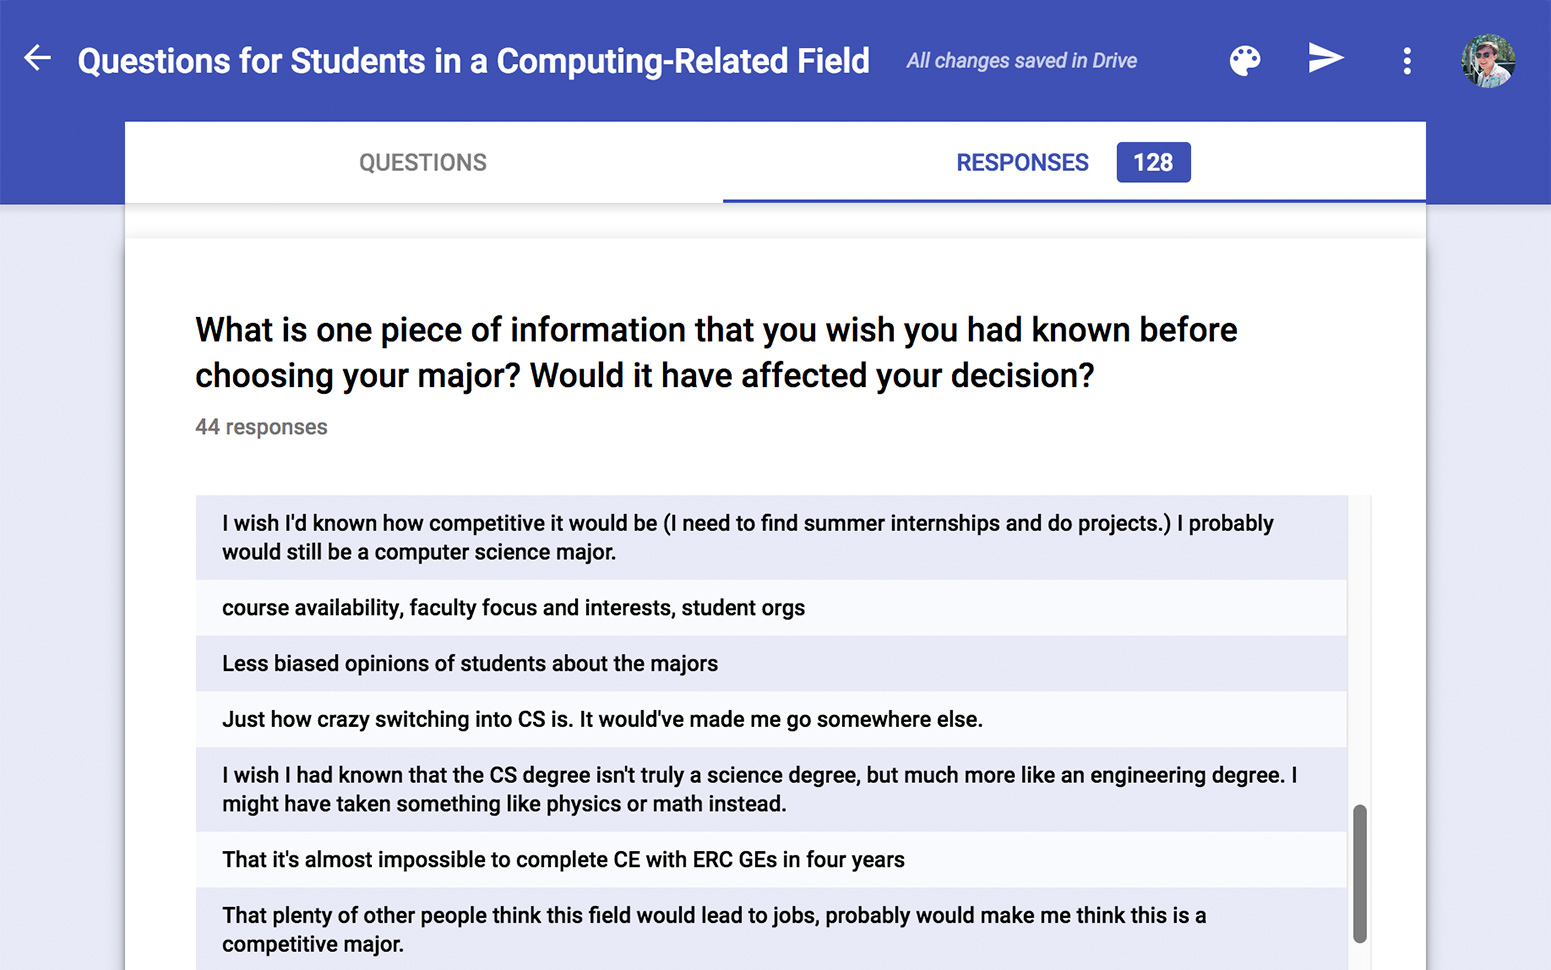 Questions for Students in a Computing-Related Field
All changes saved in Drive
QUESTIONS
RESPONSES
128
What is one piece of information that you wish you had known before
choosing your major? Would it have affected your decision?
44 responses
I wish I'd known how competitive it would be (I need to find summer internships and do projects.) I probably
would still be a computer science major.
course availability, faculty focus and interests, student orgs
Less biased opinions of students about the majors
Just how crazy switching into CS is. It would've made me go somewhere else.
I wish I had known that the CS degree isn't truly a science degree, but much more like an engineering degree. I
might have taken something like physics or math instead.
That it's almost impossible to complete CE with ERC GEs in four years
That plenty of other people think this field would lead to jobs, probably would make me think this is a
competitive major.